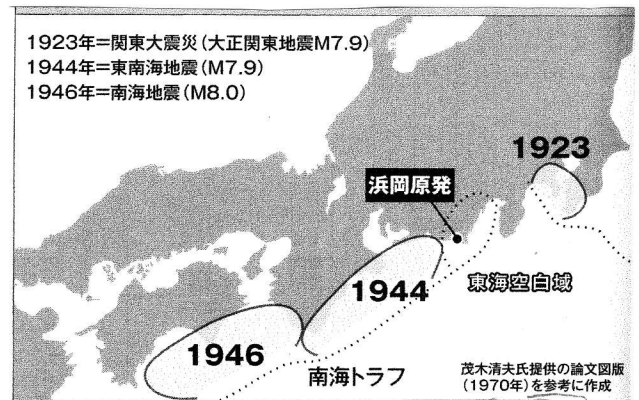 1923年=関東大震災(大正関東地震M7.9)
1944年=東南海地震(M7.9)
1946年=南海地震(M8.0)
1923
浜岡原発
東海空白域
1944
1946
南海トラフ
茂木清夫氏提供の論文図版
(1970年)を参考に作成